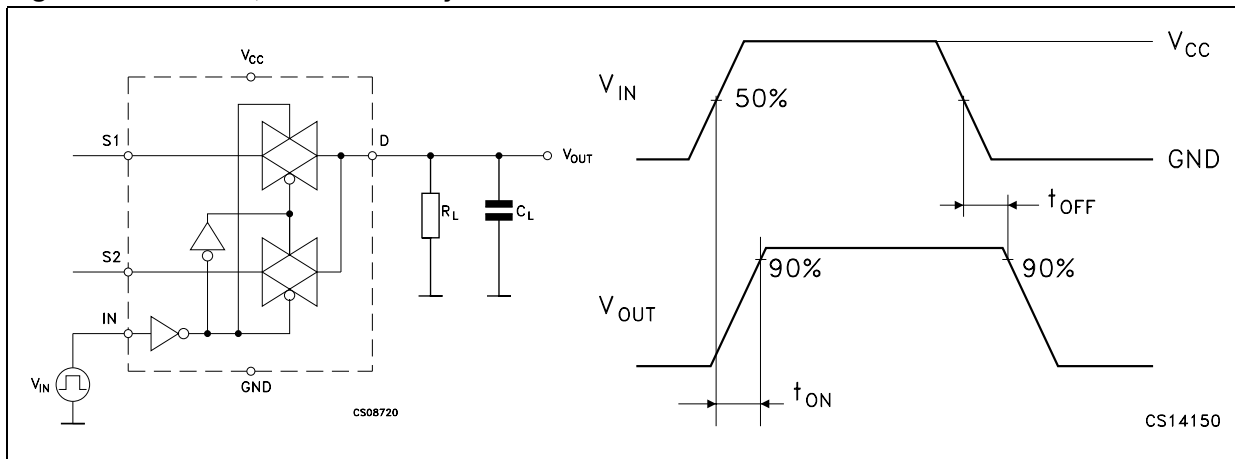 VCC
S1
D
VOUT
RL
CL
S2
IN
VIN
GND
CS08720
VIN
50%
VCC
GND
tOFF
90%
90%
VOUT
tON
CS14150